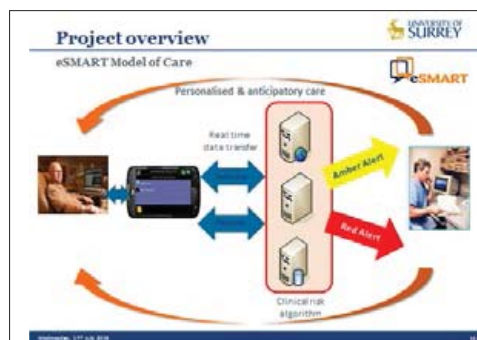 Project overview
UNIVERSITY OF
SURREY
eSMART Model of Care
eSMART
Personalised & anticipatory care
Real time
data transfer
Amber Alert
Red Alert
Clinical risk
algorithm